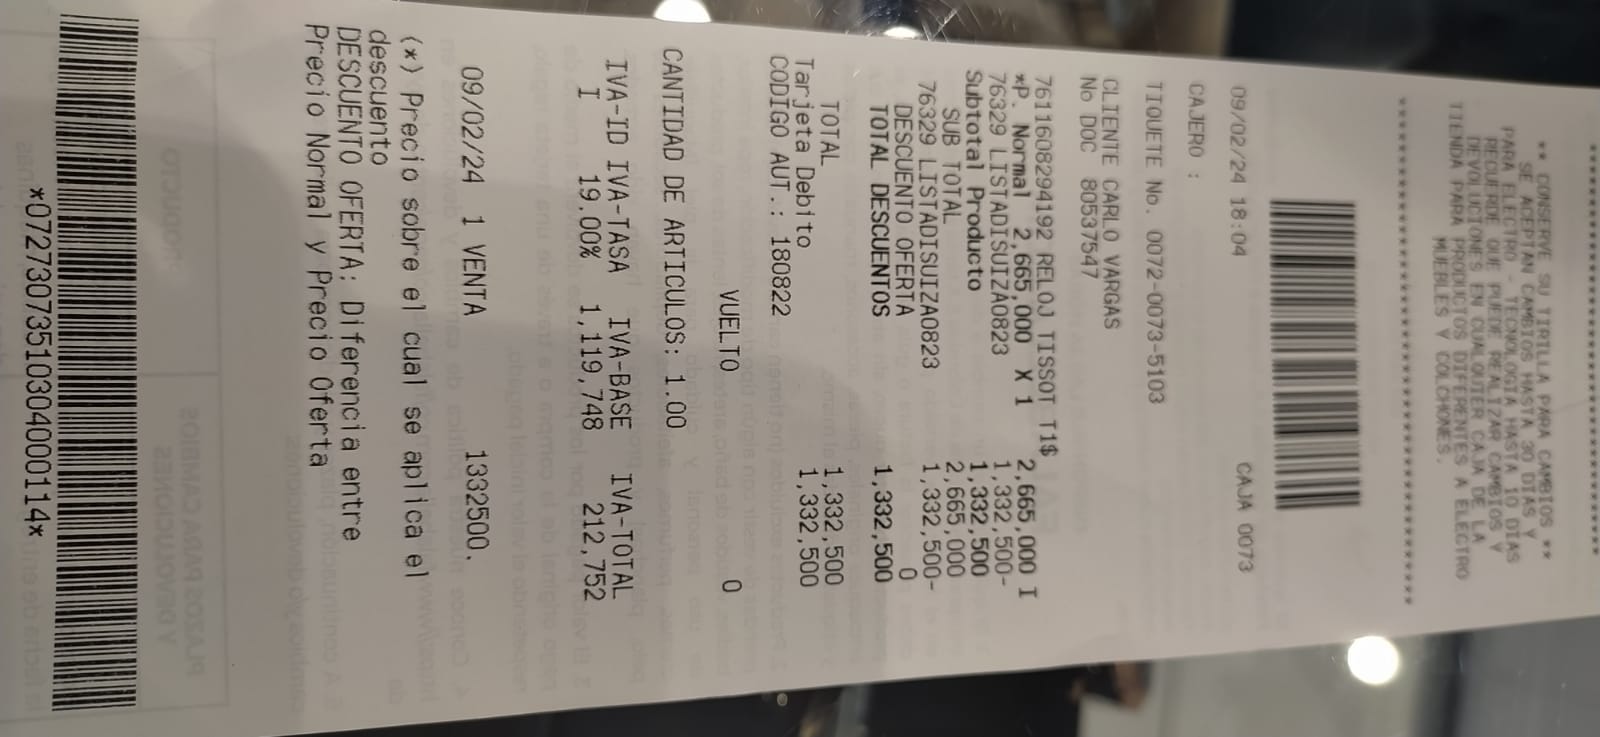 ** CONSERVE SU TIRILLA PARA CAMBIOS **
SE ACEPTAN CAMBIOS HASTA 30 DIAS Y
PARA ELECTRO - TECNOLOGIA HASTA 10 DIAS
RECUERDE QUE PUEDE REALIZAR CAMBIOS Y
DEVOLUCIONES EN CUALQUIER CAJA DE LA
TIENDA PARA PRODUCTOS DIFERENTES A ELECTRO
MUEBLES Y COLCHONES.
09/02/24 18:04 CAJA 0073
CAJERO :
TIQUETE No. 0072-0073-5103
CLIENTE CARLO VARGAS
No DOC 80537547
7611608294192 RELOJ TISSOT T1$ 2,665,000 I
*P. Normal 2,665,000 X 1
76329 LISTADISUIZA0823 1,332,500-
Subtotal Producto 1,332,500
SUB TOTAL 2,665,000
76329 LISTADISUIZA0823 1,332,500-
DESCUENTO OFERTA 0
TOTAL DESCUENTOS 1,332,500
TOTAL 1,332,500
Tarjeta Debito 1,332,500
CODIGO AUT.: 180822
VUELTO 0
CANTIDAD DE ARTICULOS: 1.00
IVA-ID IVA-TASA IVA-BASE IVA-TOTAL
I 19.00% 1,119,748 212,752
09/02/24 1 VENTA 1332500.
(*) Precio sobre el cual se aplica el
descuento
DESCUENTO OFERTA: Diferencia entre
Precio Normal y Precio Oferta
*072730735103040000114*